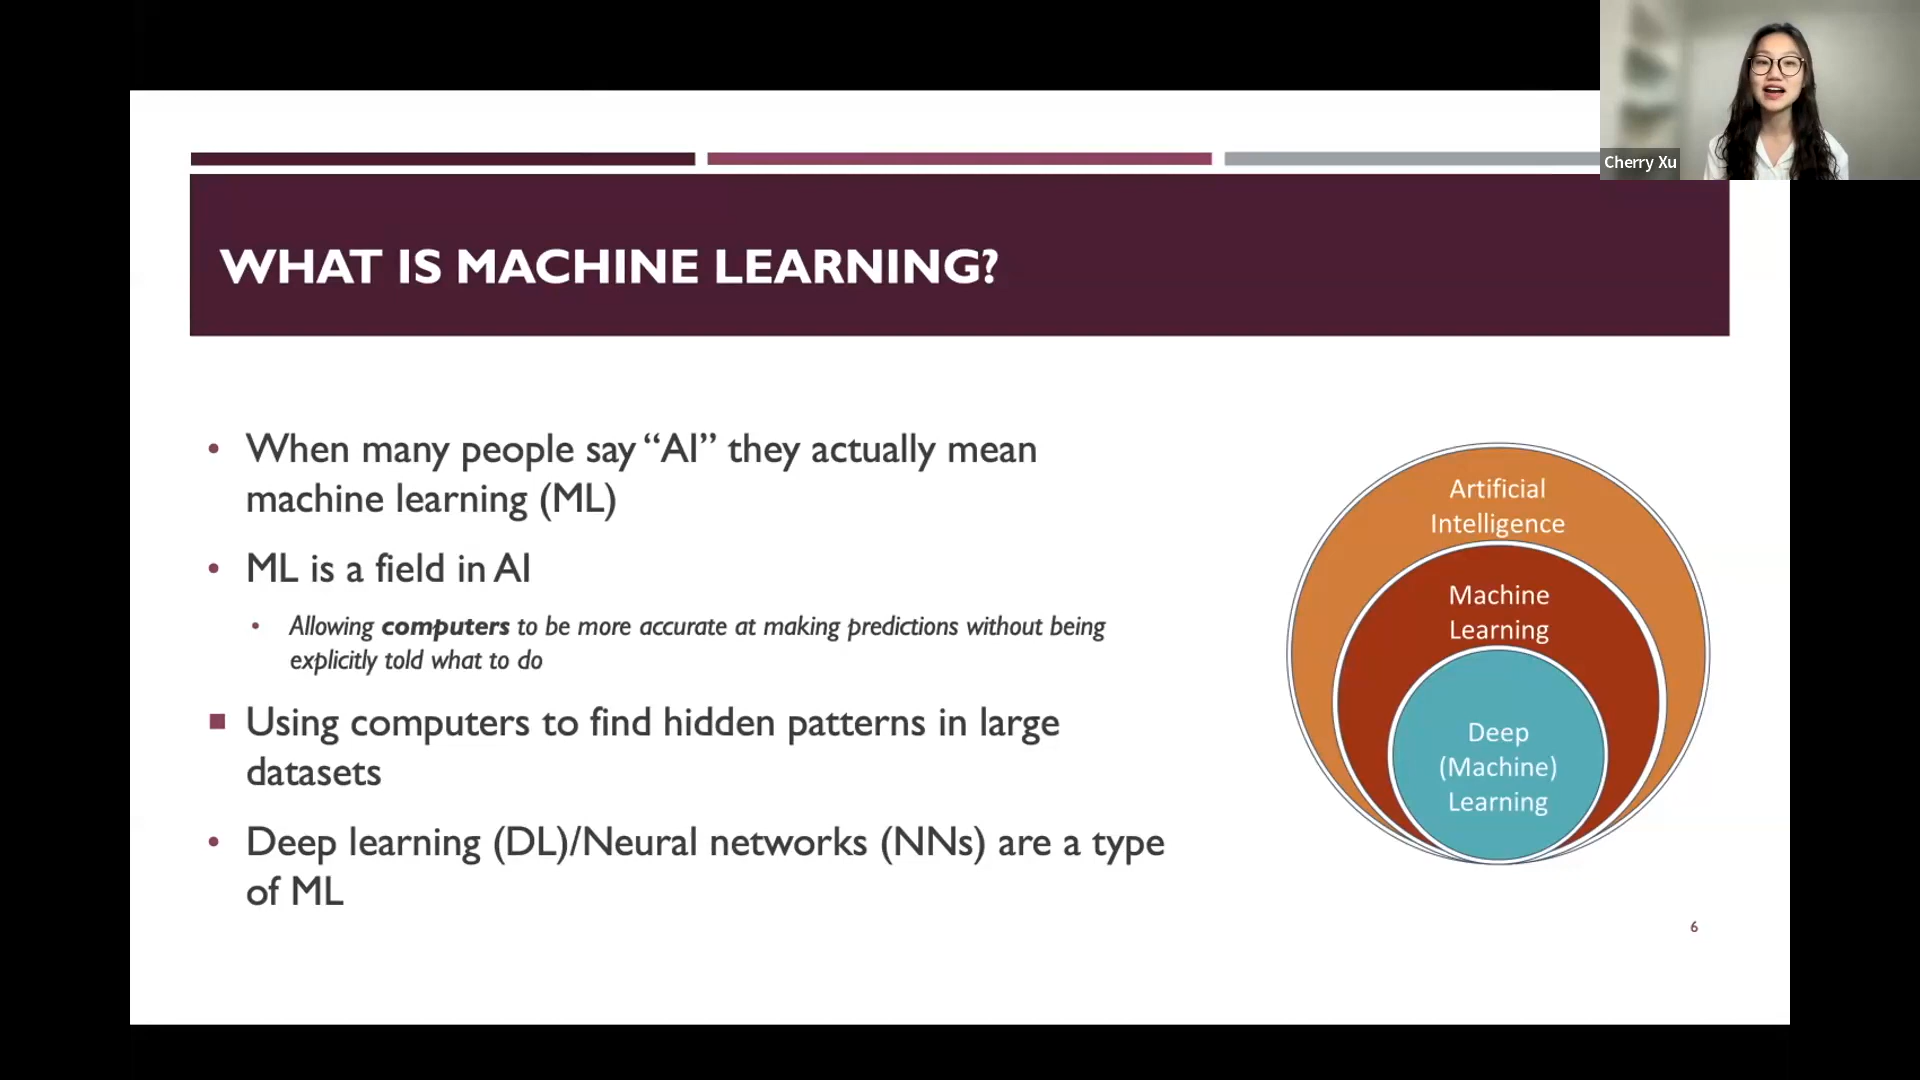 Cherry Xu
WHAT IS MACHINE LEARNING?
When many people say “AI” they actually mean
machine learning (ML)
ML is a field in AI
Allowing computers to be more accurate at making predictions without being
explicitly told what to do
Using computers to find hidden patterns in large
datasets
Deep learning (DL)/Neural networks (NNs) are a type
of ML
Artificial
Intelligence
Machine
Learning
Deep
(Machine)
Learning
6